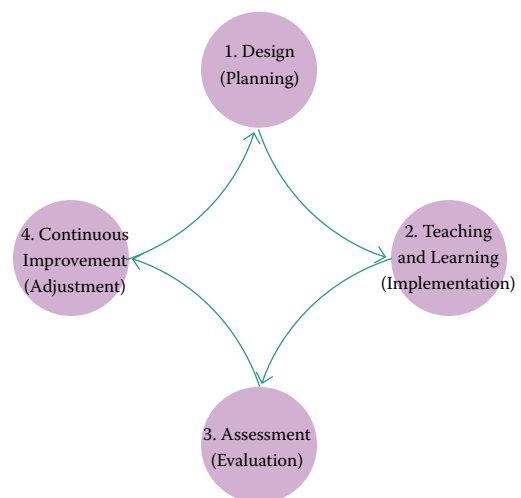 1. Design
(Planning)
2. Teaching
and Learning
(Implementation)
3. Assessment
(Evaluation)
4. Continuous
Improvement
(Adjustment)